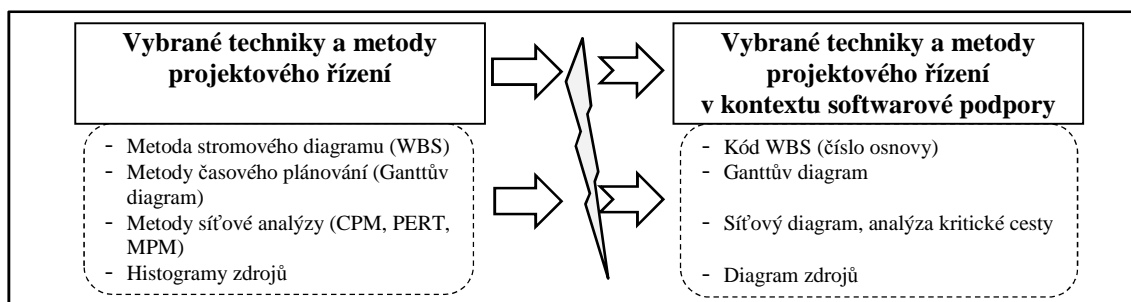 Vybrané techniky a metody
projektového řízení
- Metoda stromového diagramu (WBS)
- Metody časového plánování (Ganttův
diagram)
- Metody síťové analýzy (CPM, PERT,
MPM)
- Histogramy zdrojů
Vybrané techniky a metody
projektového řízení
v kontextu softwarové podpory
- Kód WBS (číslo osnovy)
- Ganttův diagram
- Síťový diagram, analýza kritické cesty
- Diagram zdrojů